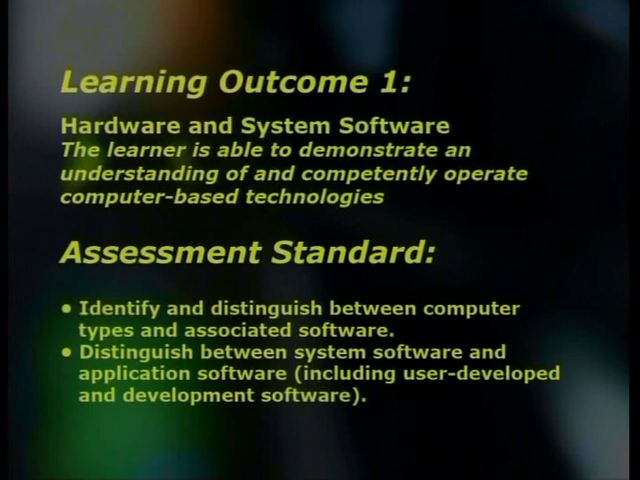 Learning Outcome 1:
Hardware and System Software
The learner is able to demonstrate an
understanding of and competently operate
computer-based technologies
Assessment Standard:
• Identify and distinguish between computer
types and associated software.
• Distinguish between system software and
application software (including user-developed
and development software).